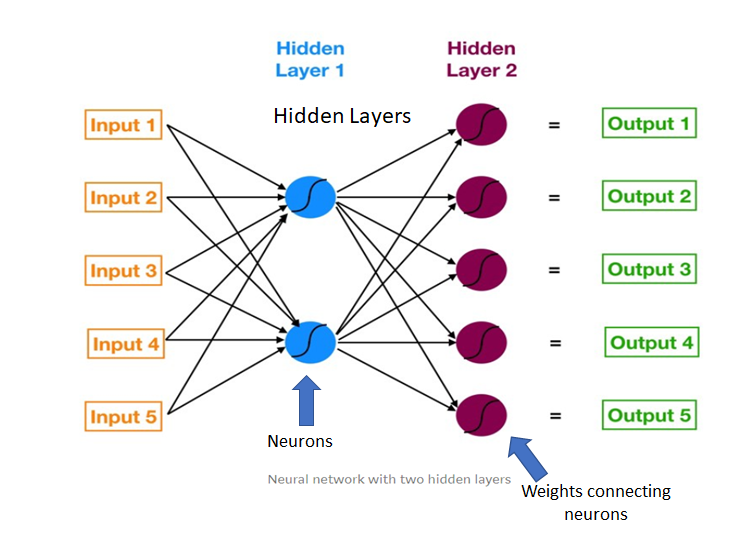 Hidden
Layer 1
Hidden
Layer 2
Hidden Layers
Input 1
=
Output 1
Input 2
=
Output 2
Input 3
=
Output 3
Input 4
=
Output 4
Input 5
=
Output 5
Neurons
Neural network with two hidden layers
Weights connecting
neurons